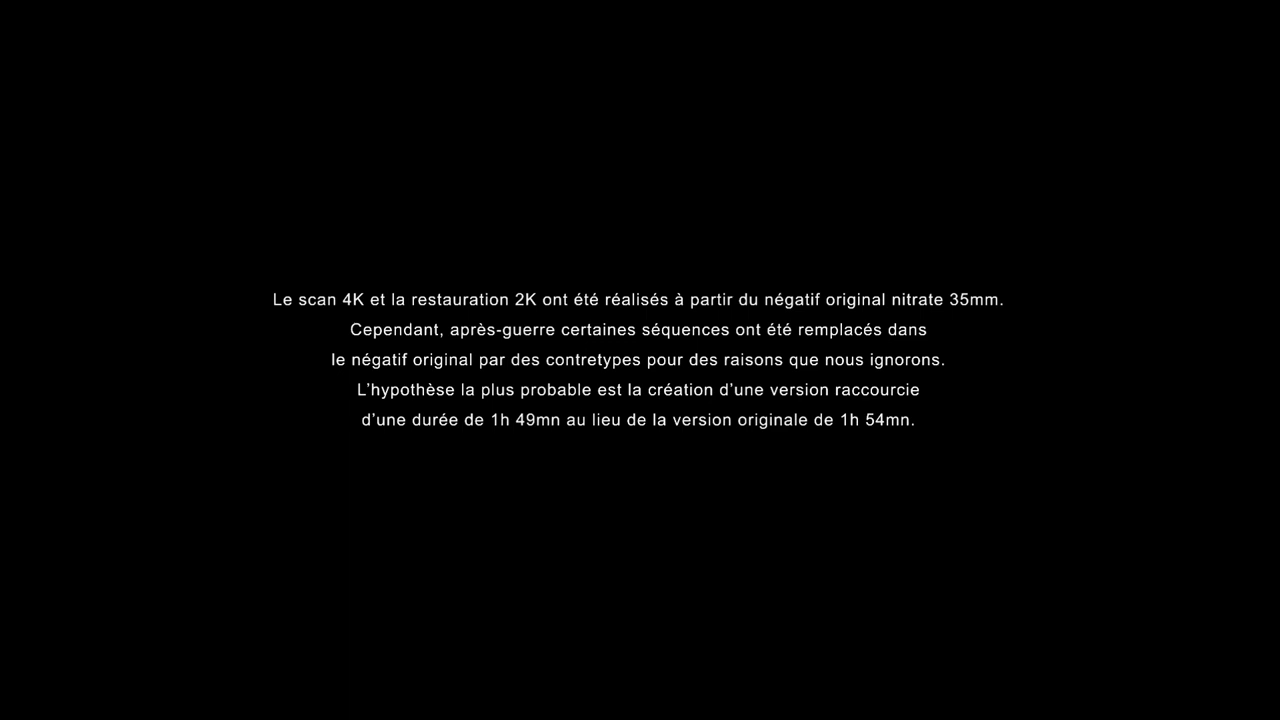 Le scan 4K et la restauration 2K ont été réalisés à partir du négatif original nitrate 35mm.
Cependant, après-guerre certaines séquences ont été remplacés dans
le négatif original par des contretypes pour des raisons que nous ignorons.
L’hypothèse la plus probable est la création d’une version raccourcie
d’une durée de 1h 49mn au lieu de la version originale de 1h 54mn.